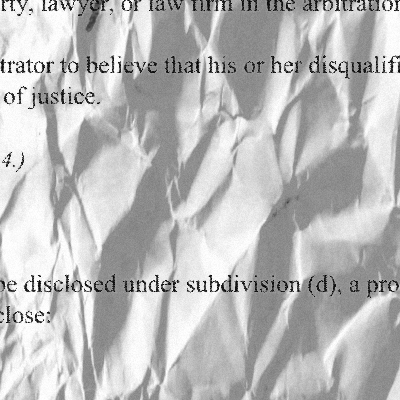 rty, lawyer, or law firm in the arbitration
trator to believe that his or her disqualifi
of justice.
4.)
be disclosed under subdivision (d), a pro
close: